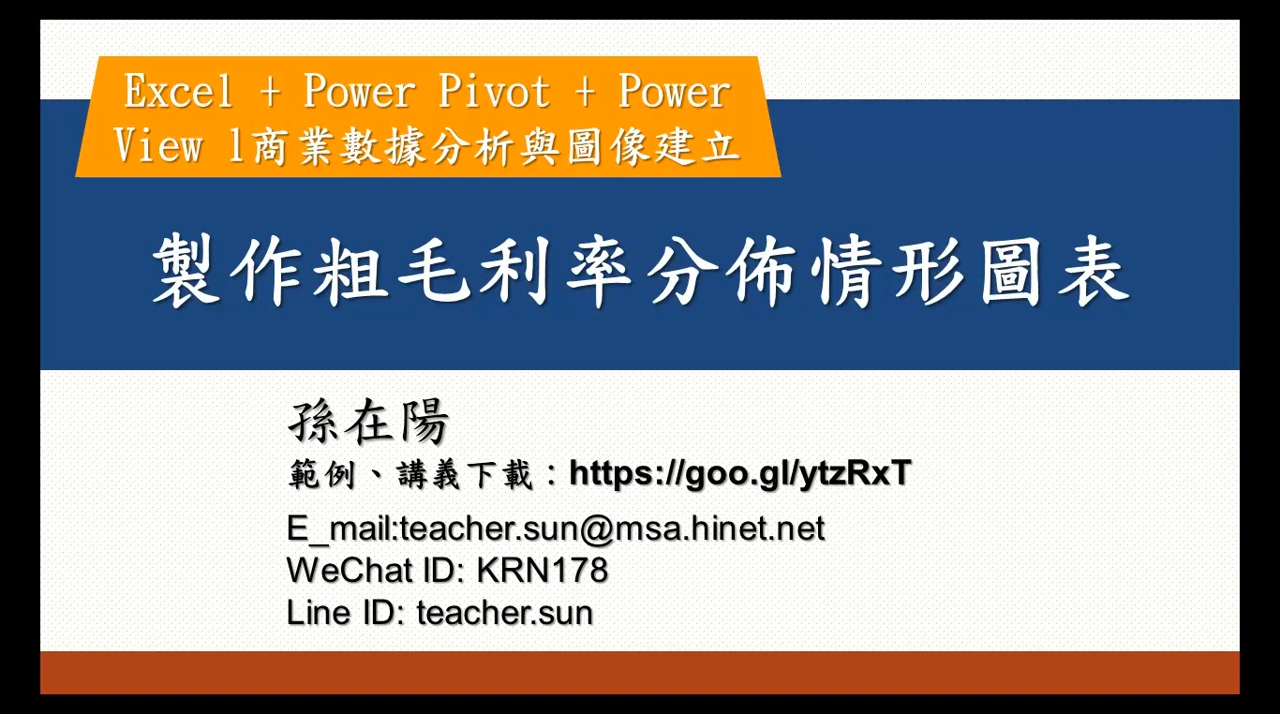 Excel + Power Pivot + Power
View 1商業數據分析與圖像建立
製作粗毛利率分佈情形圖表
孫在陽
範例、講義下載：https://goo.gl/ytzRxT
E_mail:teacher.sun@msa.hinet.net
WeChat ID: KRN178
Line ID: teacher.sun